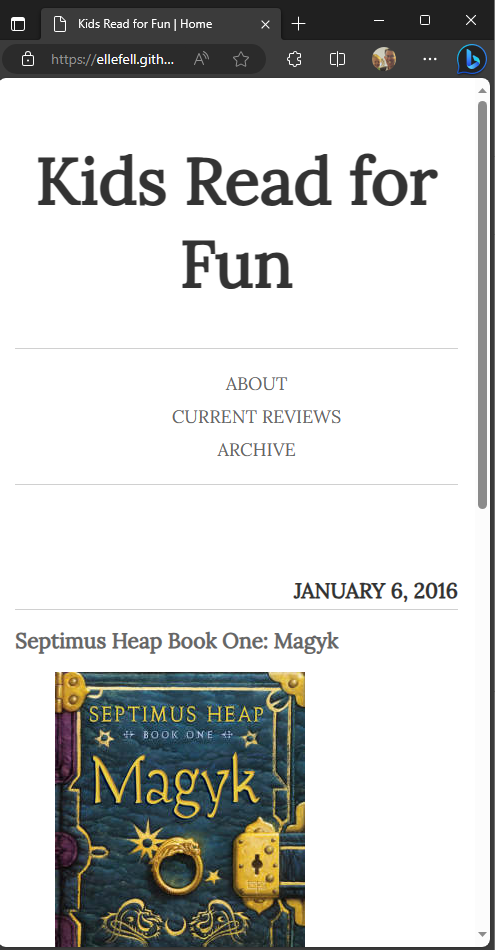 Kids Read for Fun | Home
https://ellefell.gith...
Kids Read for
Fun
ABOUT
CURRENT REVIEWS
ARCHIVE
JANUARY 6, 2016
Septimus Heap Book One: Magyk
SEPTIMUS HEAP
BOOK ONE
Magyk